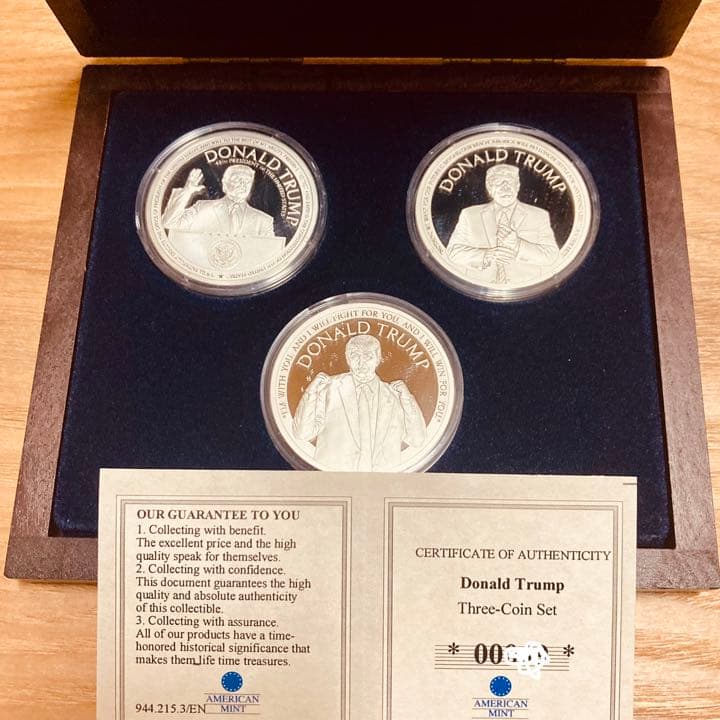 DONALD TRUMP
45th PRESIDENT OF THE UNITED STATES
DONALD TRUMP
"I'M WITH YOU, AND I WILL FIGHT FOR YOU, AND I WILL WIN FOR YOU"
DONALD TRUMP
OUR GUARANTEE TO YOU
1. Collecting with benefit.
The excellent price and the high
quality speak for themselves.
2. Collecting with confidence.
This document guarantees the high
quality and absolute authenticity
of this collectible.
3. Collecting with assurance.
All of our products have a time-
honored historical significance that
makes them life time treasures.
944.215.3/EN
AMERICAN
MINT
CERTIFICATE OF AUTHENTICITY
Donald Trump
Three-Coin Set
* 00 *
AMERICAN
MINT